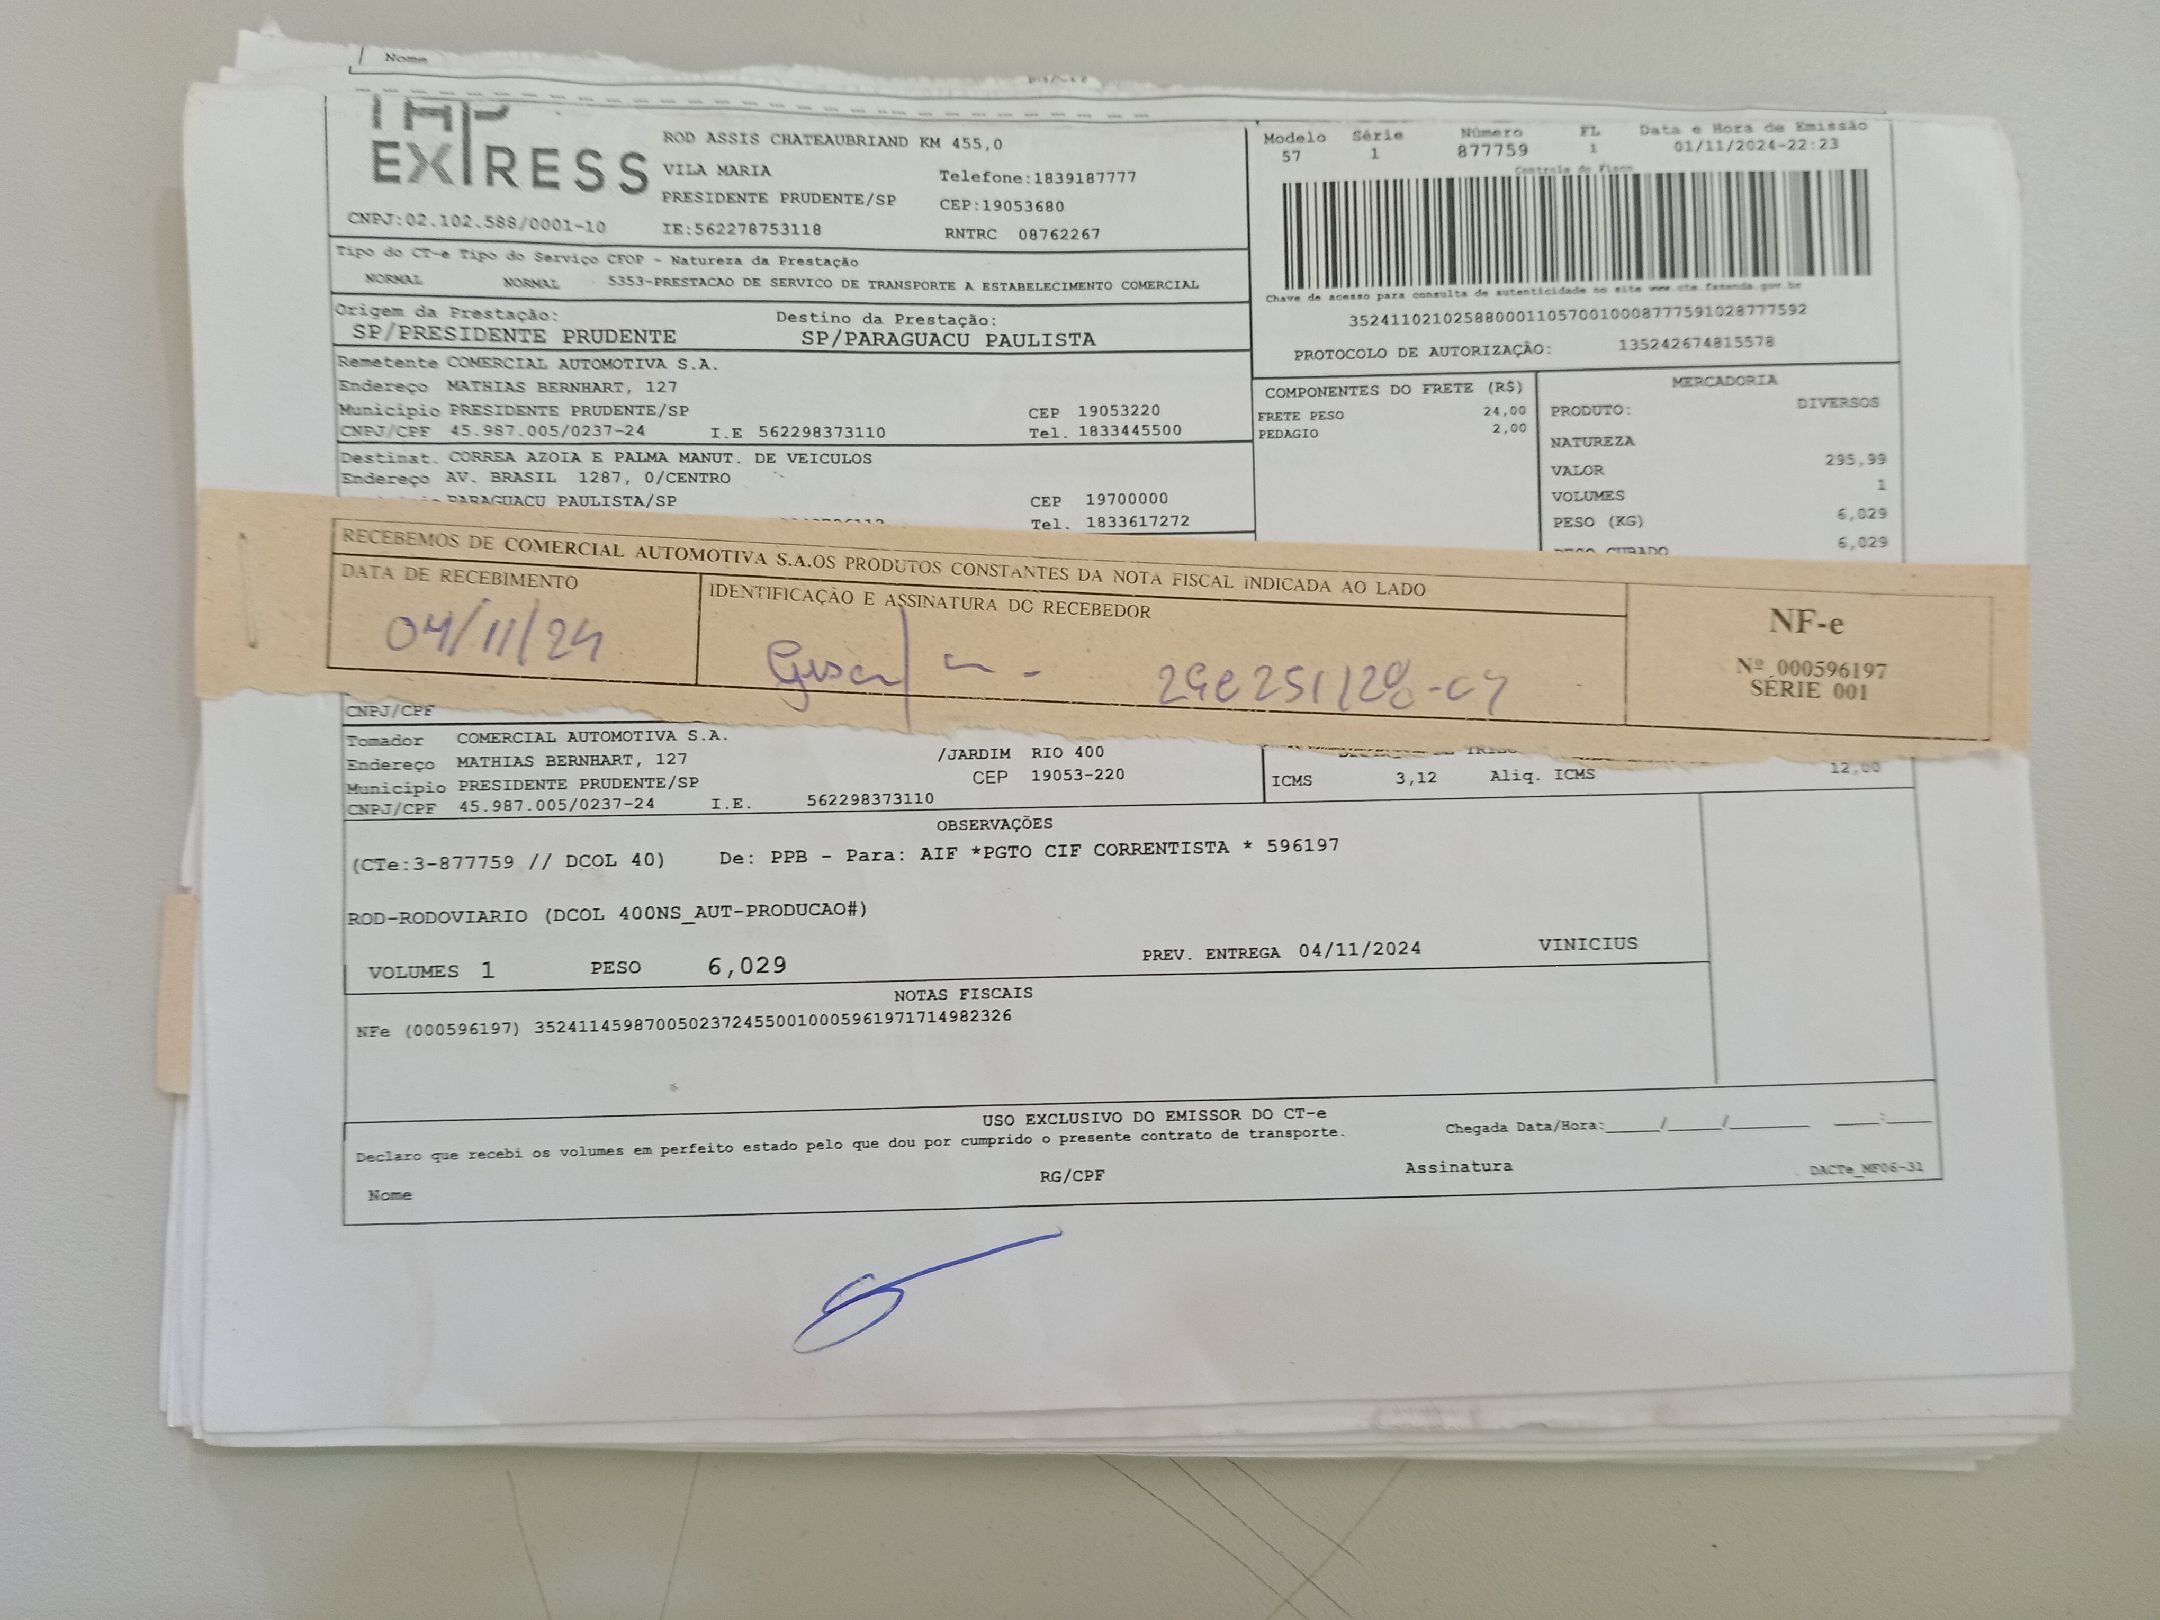 Nome
EXPRESS
ROD ASSIS CHATEAUBRIAND KM 455,0
VILA MARIA
Telefone:1839187777
PRESIDENTE PRUDENTE/SP
CEP:19053680
CNPJ:02.102.588/0001-10
IE:562278753118
RNTRC 08762267
Modelo Série Número FL Data e Hora de Emissão
57 1 877759 1 01/11/2024-22:23
Controle do Fisco
Chave de acesso para consulta de autenticidade no site www.cte.fazenda.gov.br
35241102102588000110570010008777591028777592
PROTOCOLO DE AUTORIZAÇÃO: 135242674815578
Tipo do CT-e Tipo do Serviço CFOP - Natureza da Prestação
NORMAL NORMAL 5353-PRESTACAO DE SERVICO DE TRANSPORTE A ESTABELECIMENTO COMERCIAL
Origem da Prestação: Destino da Prestação:
SP/PRESIDENTE PRUDENTE SP/PARAGUACU PAULISTA
Remetente COMERCIAL AUTOMOTIVA S.A.
Endereço MATHIAS BERNHART, 127
Municipio PRESIDENTE PRUDENTE/SP CEP 19053220
CNPJ/CPF 45.987.005/0237-24 I.E 562298373110 Tel. 1833445500
Destinat. CORREA AZOIA E PALMA MANUT. DE VEICULOS
Endereço AV. BRASIL 1287, 0/CENTRO
PARAGUACU PAULISTA/SP CEP 19700000
Tel. 1833617272
COMPONENTES DO FRETE (R$)
FRETE PESO 24,00
PEDAGIO 2,00
MERCADORIA
PRODUTO: DIVERSOS
NATUREZA
VALOR 295,99
VOLUMES 1
PESO (KG) 6,029
PESO CUBADO 6,029
RECEBEMOS DE COMERCIAL AUTOMOTIVA S.A.OS PRODUTOS CONSTANTES DA NOTA FISCAL INDICADA AO LADO
DATA DE RECEBIMENTO
04/11/24
IDENTIFICAÇÃO E ASSINATURA DO RECEBEDOR
NF-e
Nº 000596197
SÉRIE 001
CNPJ/CPF
Tomador COMERCIAL AUTOMOTIVA S.A.
Endereço MATHIAS BERNHART, 127 /JARDIM RIO 400
Municipio PRESIDENTE PRUDENTE/SP CEP 19053-220
CNPJ/CPF 45.987.005/0237-24 I.E. 562298373110
ICMS 3,12 Aliq. ICMS 12,00
OBSERVAÇÕES
(CTe:3-877759 // DCOL 40) De: PPB - Para: AIF *PGTO CIF CORRENTISTA * 596197
ROD-RODOVIARIO (DCOL 400NS_AUT-PRODUCAO#)
VOLUMES 1 PESO 6,029 PREV. ENTREGA 04/11/2024 VINICIUS
NOTAS FISCAIS
NFe (000596197) 35241145987005023724550010005961971714982326
USO EXCLUSIVO DO EMISSOR DO CT-e
Declaro que recebi os volumes em perfeito estado pelo que dou por cumprido o presente contrato de transporte.
Chegada Data/Hora:_____/_____/________ ____:____
Nome RG/CPF Assinatura DACTe_MF06-31